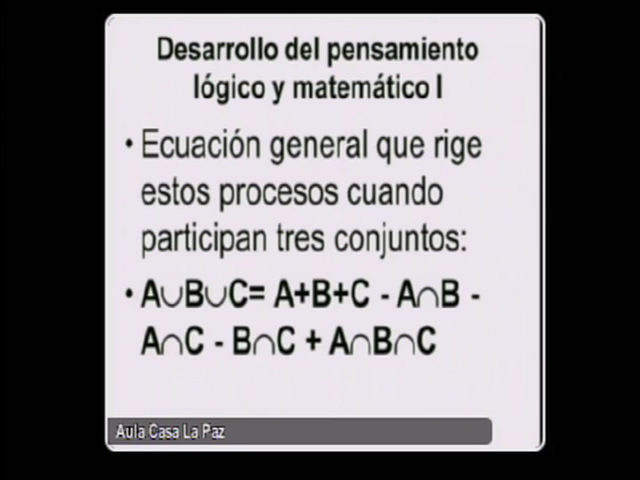 Desarrollo del pensamiento
lógico y matemático I
• Ecuación general que rige
estos procesos cuando
participan tres conjuntos:
• A∪B∪C= A+B+C - A∩B -
A∩C - B∩C + A∩B∩C
Aula Casa La Paz